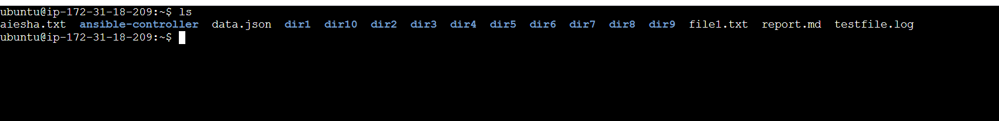 ubuntu@ip-172-31-18-209:~$ ls
aiesha.txt  ansible-controller  data.json  dir1  dir10  dir2  dir3  dir4  dir5  dir6  dir7  dir8  dir9  file1.txt  report.md  testfile.log
ubuntu@ip-172-31-18-209:~$